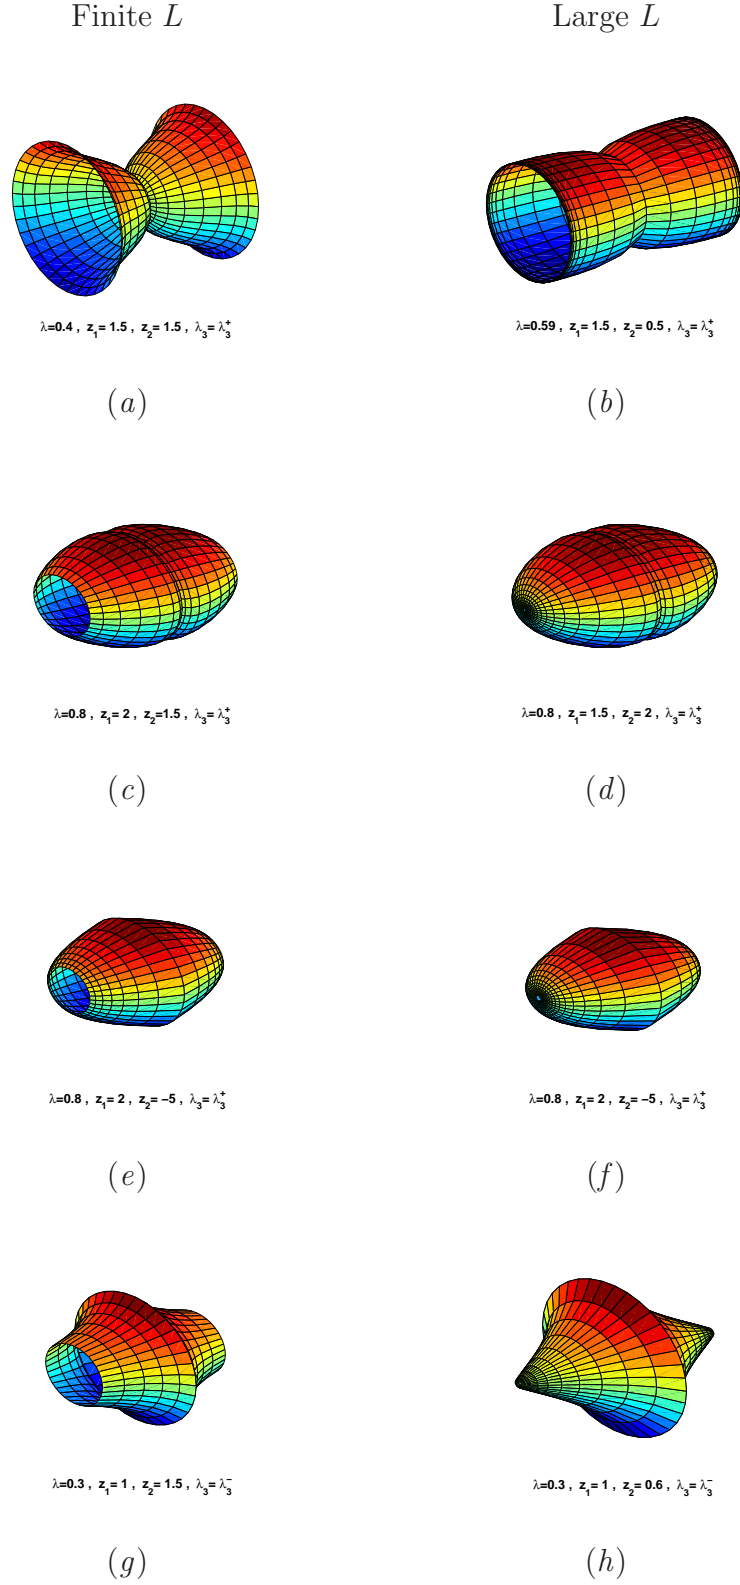 Finite L Large L
λ=0.4 , z₁= 1.5 , z₂= 1.5 , λ₃= λ₃⁺ λ=0.59 , z₁= 1.5 , z₂= 0.5 , λ₃= λ₃⁺
(a) (b)
λ=0.8 , z₁= 2 , z₂=1.5 , λ₃= λ₃⁺ λ=0.8 , z₁= 1.5 , z₂= 2 , λ₃= λ₃⁺
(c) (d)
λ=0.8 , z₁= 2 , z₂= −5 , λ₃= λ₃⁺ λ=0.8 , z₁= 2 , z₂= −5 , λ₃= λ₃⁺
(e) (f)
λ=0.3 , z₁= 1 , z₂= 1.5 , λ₃= λ₃⁻ λ=0.3 , z₁= 1 , z₂= 0.6 , λ₃= λ₃⁻
(g) (h)